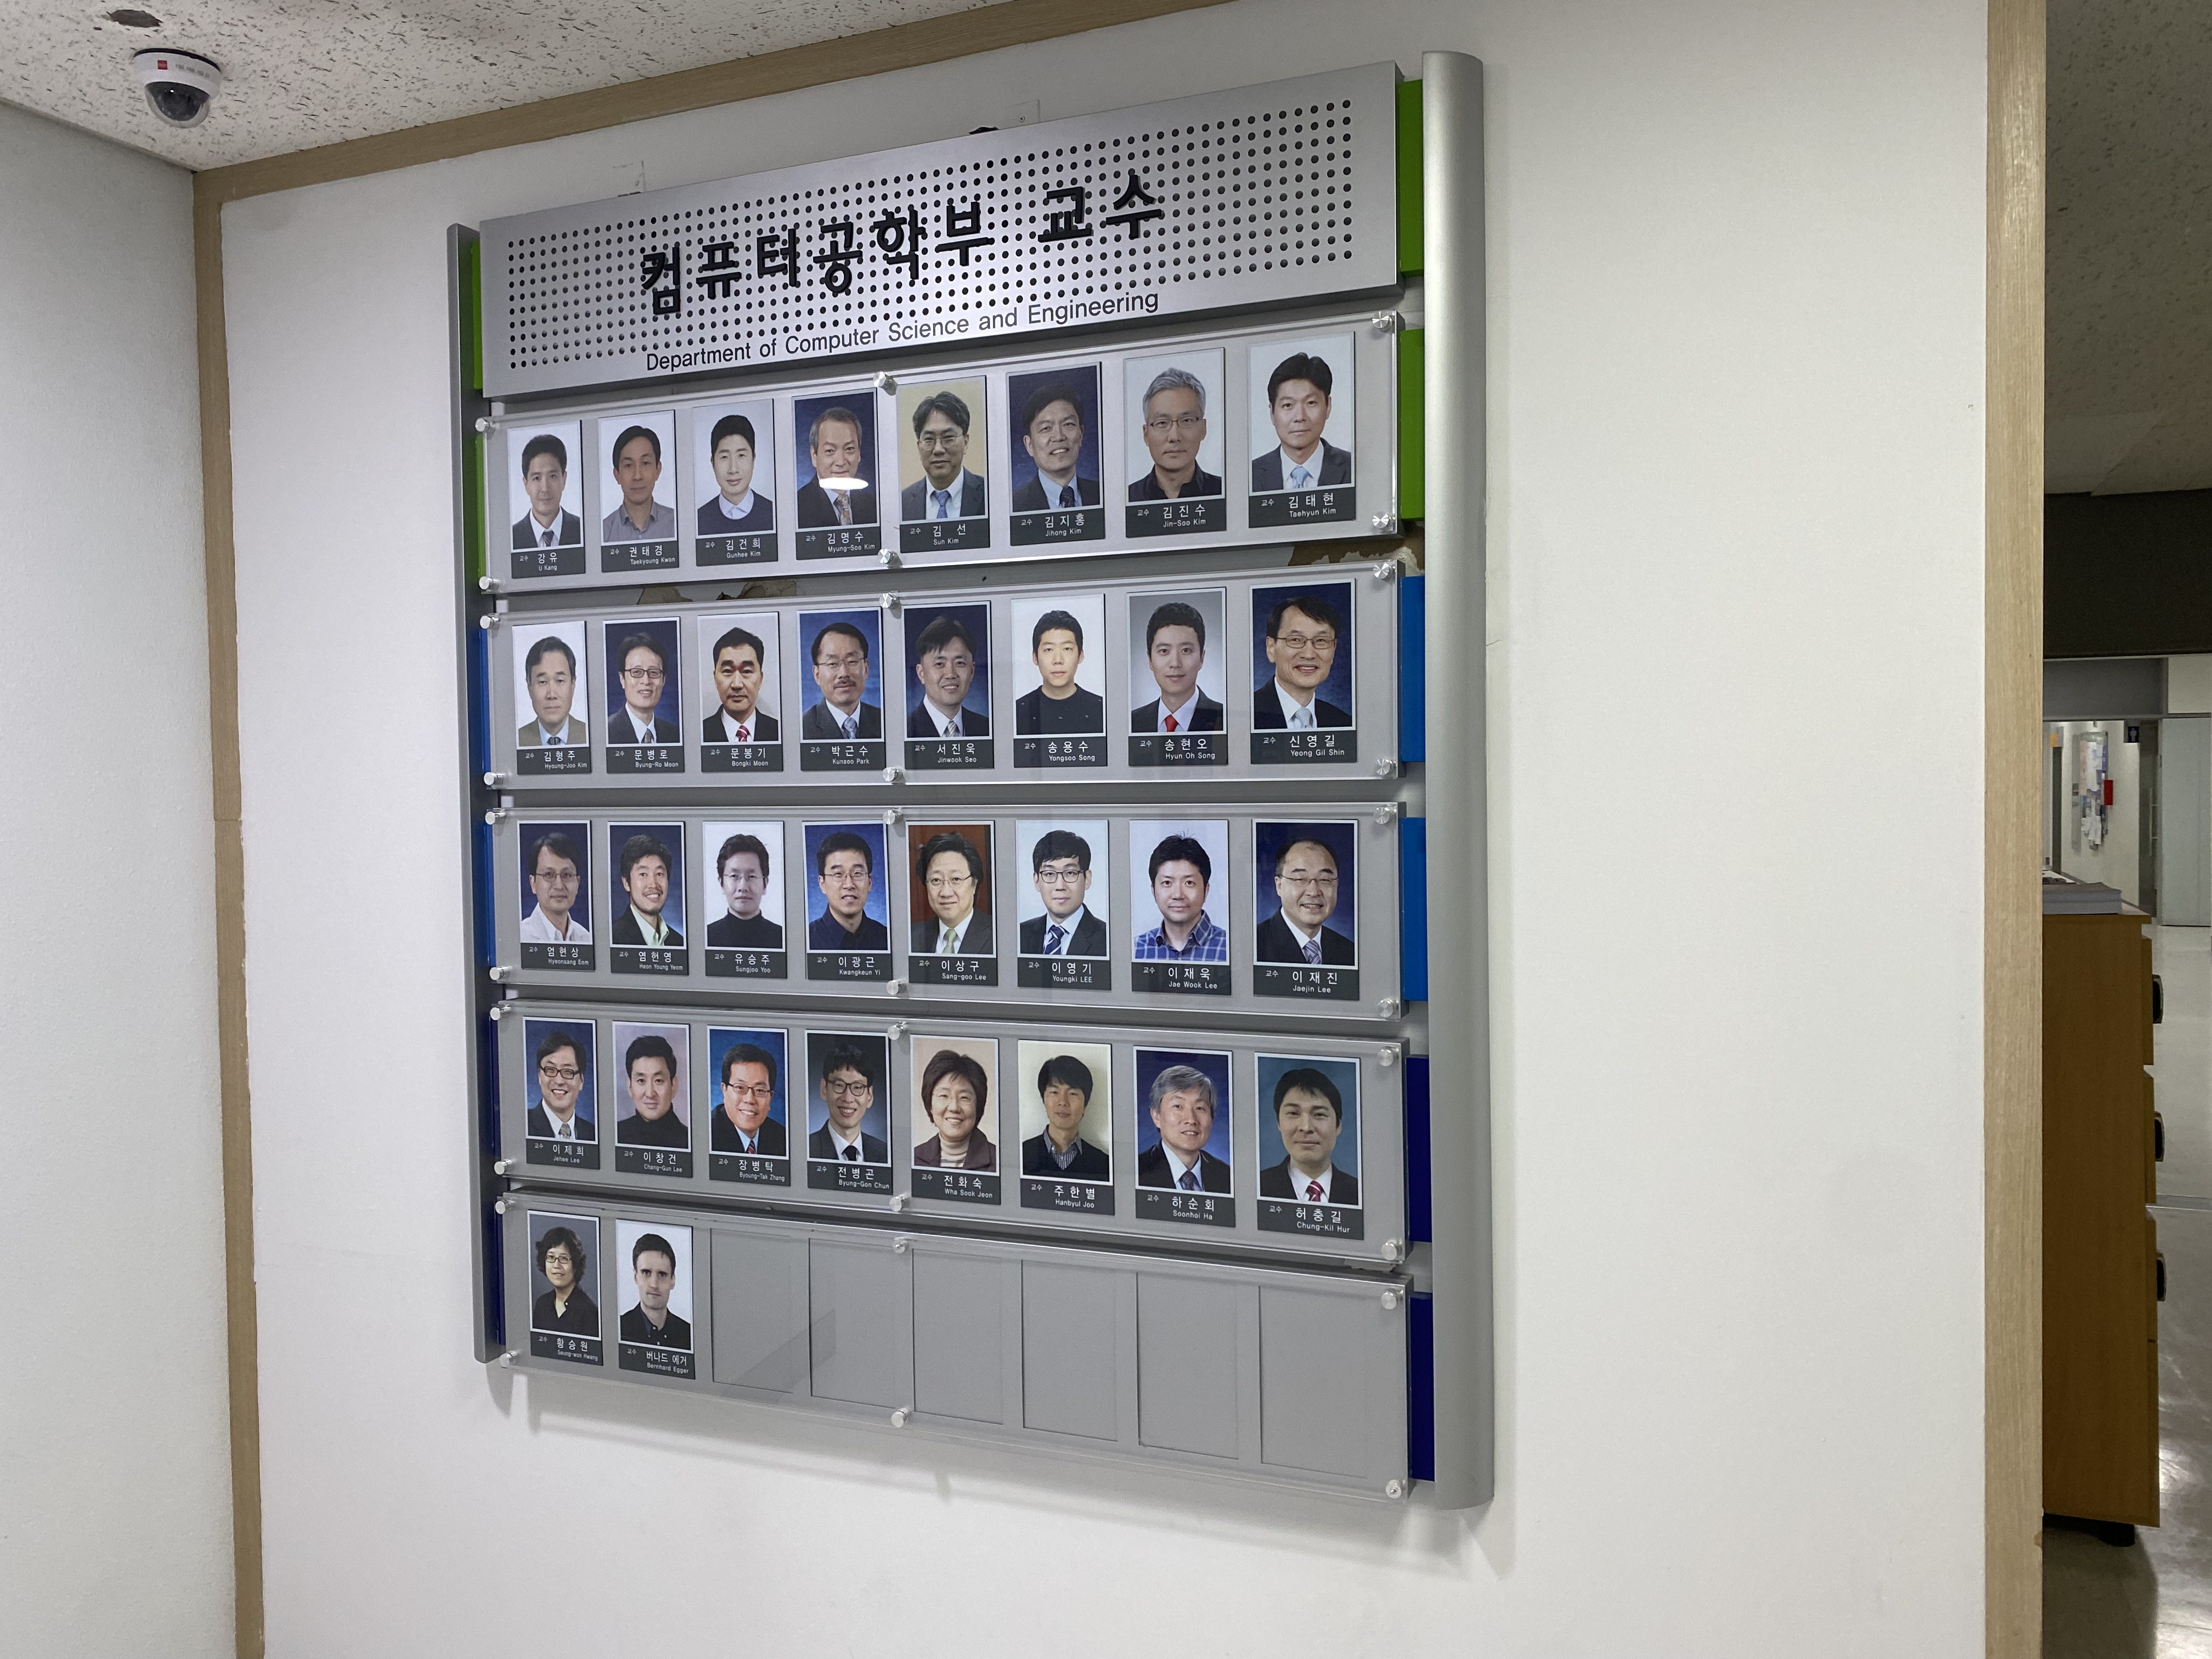 컴퓨터공학부 교수
Department of Computer Science and Engineering
교수 강 유
U Kang
교수 권태경
Taekyoung Kwon
교수 김건희
Gunhee Kim
교수 김명수
Myung-Soo Kim
교수 김 선
Sun Kim
교수 김지홍
Jihong Kim
교수 김진수
Jin-Soo Kim
교수 김태현
Taehyun Kim
교수 김형주
Hyoung-Joo Kim
교수 문병로
Byung-Ro Moon
교수 문봉기
Bongki Moon
교수 박근수
Kunsoo Park
교수 서진욱
Jinwook Seo
교수 송용수
Yongsoo Song
교수 송현오
Hyun Oh Song
교수 신영길
Yeong Gil Shin
교수 엄현상
Hyeonsang Eom
교수 염헌영
Heon Young Yeom
교수 유승주
Sungjoo Yoo
교수 이광근
Kwangkeun Yi
교수 이상구
Sang-goo Lee
교수 이영기
Youngki LEE
교수 이재욱
Jae Wook Lee
교수 이재진
Jaejin Lee
교수 이제희
Jehee Lee
교수 이창건
Chang-Gun Lee
교수 장병탁
Byoung-Tak Zhang
교수 전병곤
Byung-Gon Chun
교수 전화숙
Wha Sook Jeon
교수 주한별
Hanbyul Joo
교수 하순회
Soonhoi Ha
교수 허충길
Chung-Kil Hur
교수 황승원
Seung-won Hwang
교수 버나드 에거
Bernhard Egger